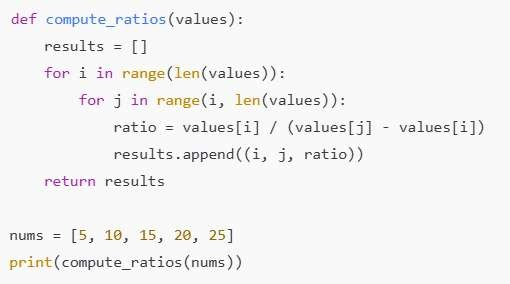 def compute_ratios(values):
    results = []
    for i in range(len(values)):
        for j in range(i, len(values)):
            ratio = values[i] / (values[j] - values[i])
            results.append((i, j, ratio))
    return results

nums = [5, 10, 15, 20, 25]
print(compute_ratios(nums))